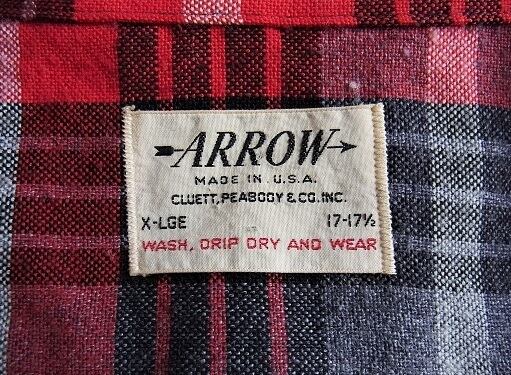 ARROW
MADE IN U.S.A.
CLUETT, PEABODY & CO. INC.
X-LGE 17-17½
WASH, DRIP DRY AND WEAR